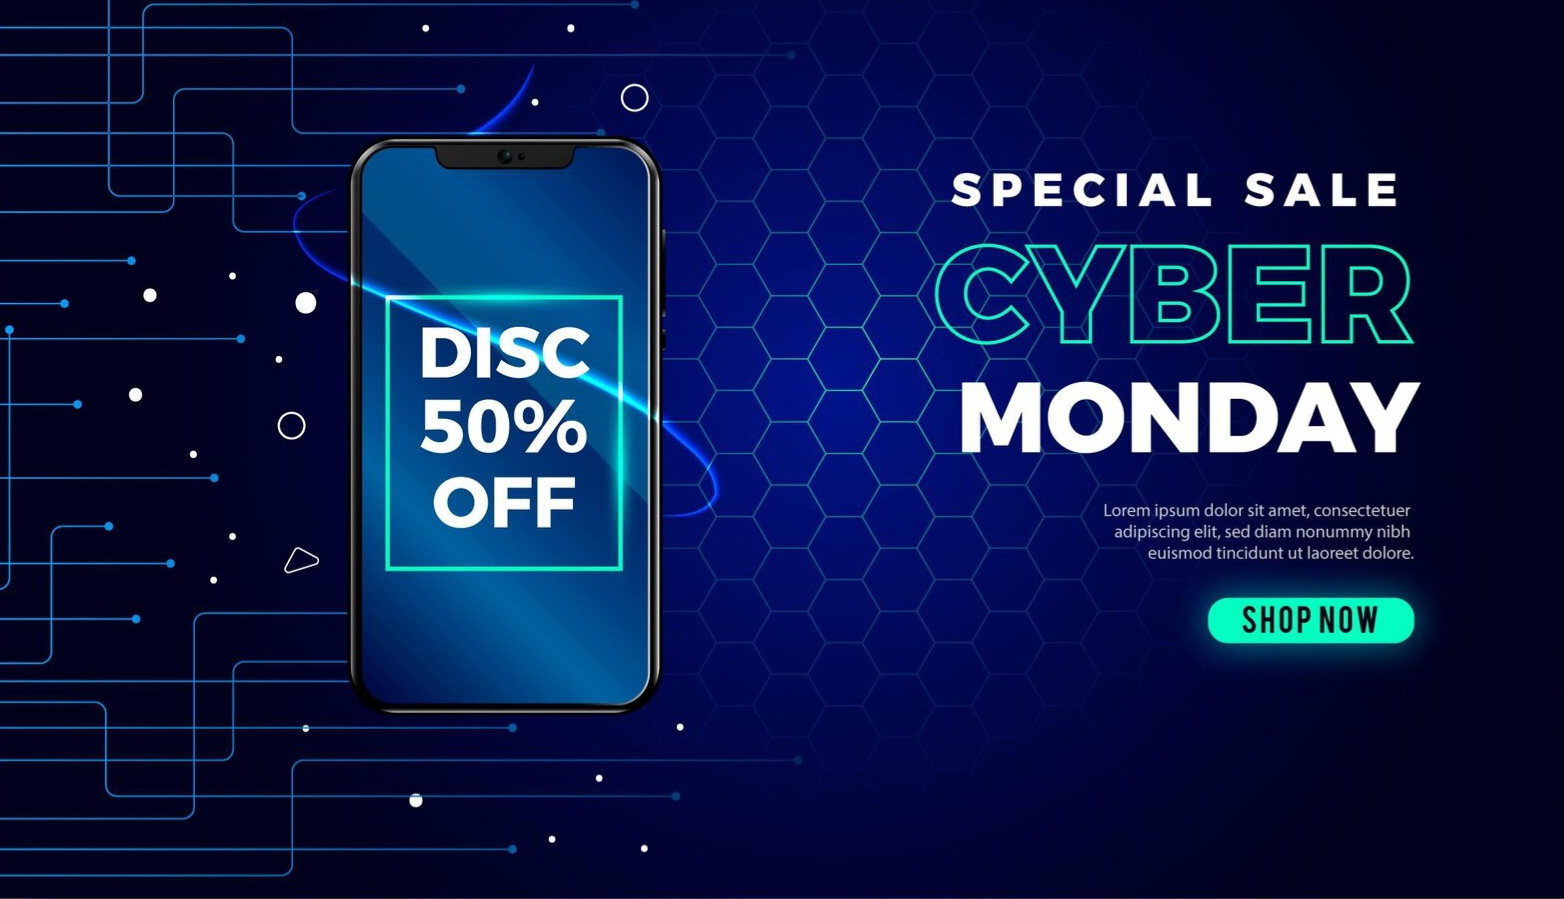 DISC
50%
OFF
SPECIAL SALE
CYBER
MONDAY
Lorem ipsum dolor sit amet, consectetuer
adipiscing elit, sed diam nonummy nibh
euismod tincidunt ut laoreet dolore.
SHOP NOW